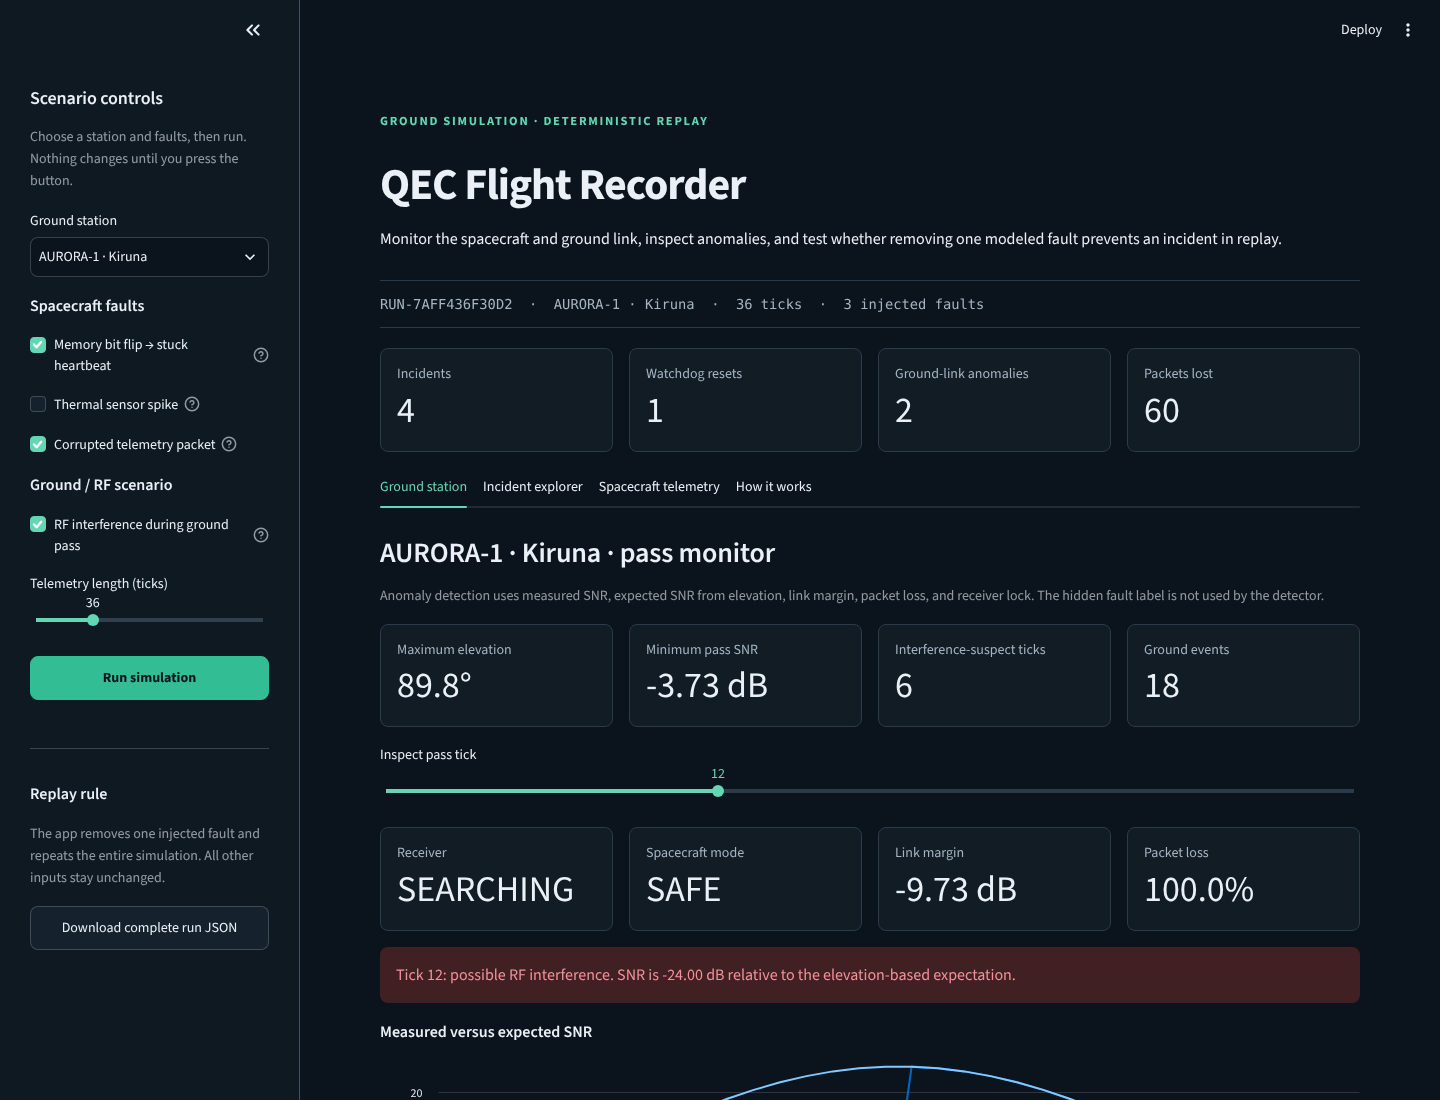 Deploy
Scenario controls
Choose a station and faults, then run.
Nothing changes until you press the
button.
Ground station
AURORA-1 · Kiruna
Spacecraft faults
Memory bit flip → stuck
heartbeat
Thermal sensor spike
Corrupted telemetry packet
Ground / RF scenario
RF interference during ground
pass
Telemetry length (ticks)
36
Run simulation
Replay rule
The app removes one injected fault and
repeats the entire simulation. All other
inputs stay unchanged.
Download complete run JSON
GROUND SIMULATION · DETERMINISTIC REPLAY
QEC Flight Recorder
Monitor the spacecraft and ground link, inspect anomalies, and test whether removing one modeled fault prevents an incident in replay.
RUN-7AFF436F30D2 · AURORA-1 · Kiruna · 36 ticks · 3 injected faults
Incidents
4
Watchdog resets
1
Ground-link anomalies
2
Packets lost
60
Ground station
Incident explorer
Spacecraft telemetry
How it works
AURORA-1 · Kiruna · pass monitor
Anomaly detection uses measured SNR, expected SNR from elevation, link margin, packet loss, and receiver lock. The hidden fault label is not used by the detector.
Maximum elevation
89.8°
Minimum pass SNR
-3.73 dB
Interference-suspect ticks
6
Ground events
18
Inspect pass tick
12
Receiver
SEARCHING
Spacecraft mode
SAFE
Link margin
-9.73 dB
Packet loss
100.0%
Tick 12: possible RF interference. SNR is -24.00 dB relative to the elevation-based expectation.
Measured versus expected SNR
20